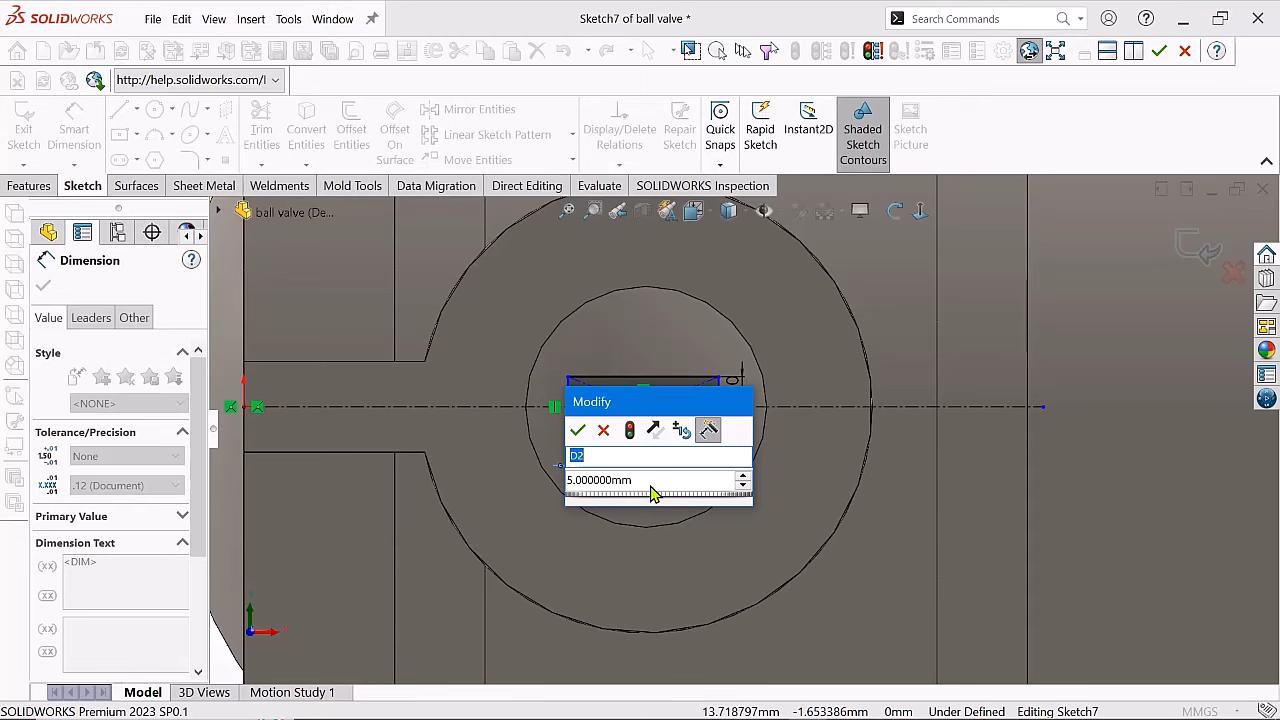 SOLIDWORKS File Edit View Insert Tools Window Sketch7 of ball valve * Search Commands
http://help.solidworks.com/I
Exit Sketch
Smart Dimension
Trim Entities
Convert Entities
Offset Entities
Offset On Surface
Mirror Entities
Linear Sketch Pattern
Move Entities
Display/Delete Relations
Repair Sketch
Quick Snaps
Rapid Sketch
Instant2D
Shaded Sketch Contours
Sketch Picture
Features Sketch Surfaces Sheet Metal Weldments Mold Tools Data Migration Direct Editing Evaluate SOLIDWORKS Inspection
ball valve (De...
Dimension
Value Leaders Other
Style
<NONE>
Tolerance/Precision
None
.12 (Document)
Primary Value
Dimension Text
<DIM>
Modify
D2
5.000000mm
Model 3D Views Motion Study 1
SOLIDWORKS Premium 2023 SP0.1 13.718797mm -1.653386mm 0mm Under Defined Editing Sketch7 MMGS